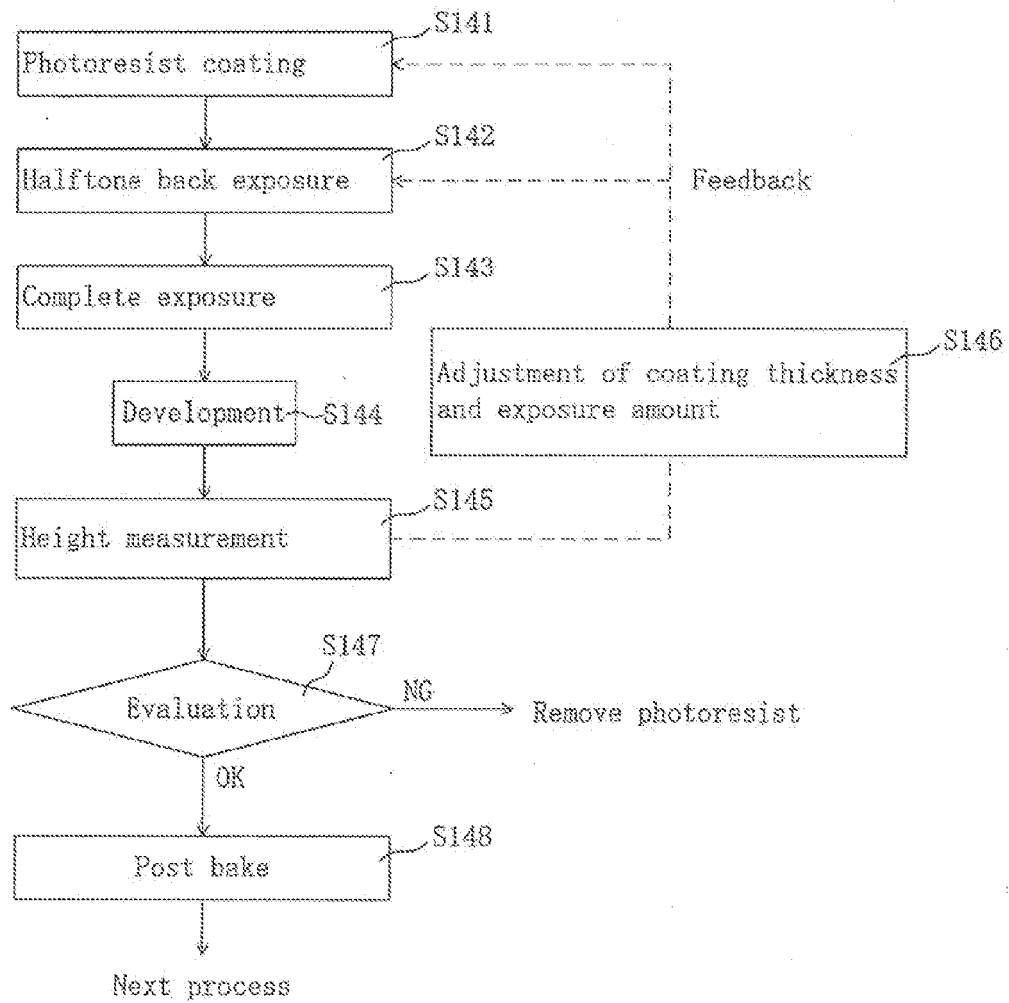 S141
Photoresist coating
S142
Halftone back exposure
Feedback
S143
Complete exposure
S146
Adjustment of coating thickness
and exposure amount
Development
S144
S145
Height measurement
S147
Evaluation
NG
Remove photoresist
OK
S148
Post bake
Next process